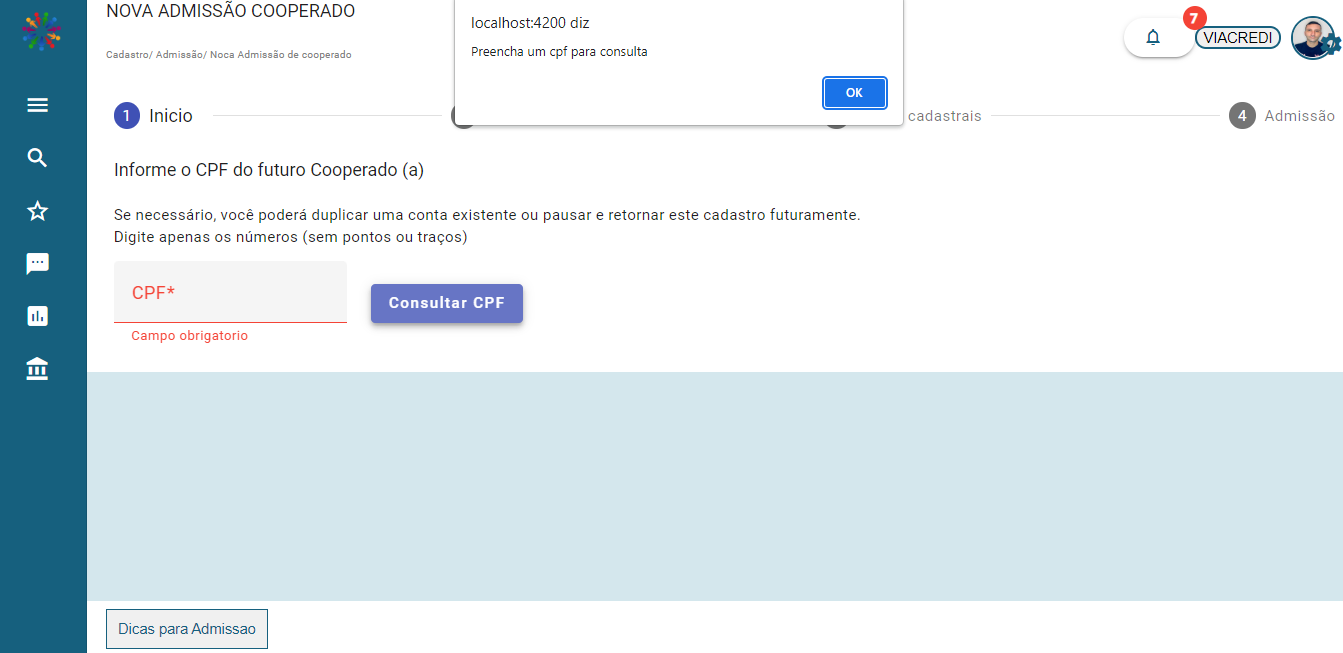 NOVA ADMISSÃO COOPERADO
Cadastro/ Admissão/ Noca Admissão de cooperado
localhost:4200 diz
Preencha um cpf para consulta
OK
7
VIACREDI
1 Inicio
cadastrais
4 Admissão
Informe o CPF do futuro Cooperado (a)
Se necessário, você poderá duplicar uma conta existente ou pausar e retornar este cadastro futuramente.
Digite apenas os números (sem pontos ou traços)
CPF*
Consultar CPF
Campo obrigatorio
Dicas para Admissao